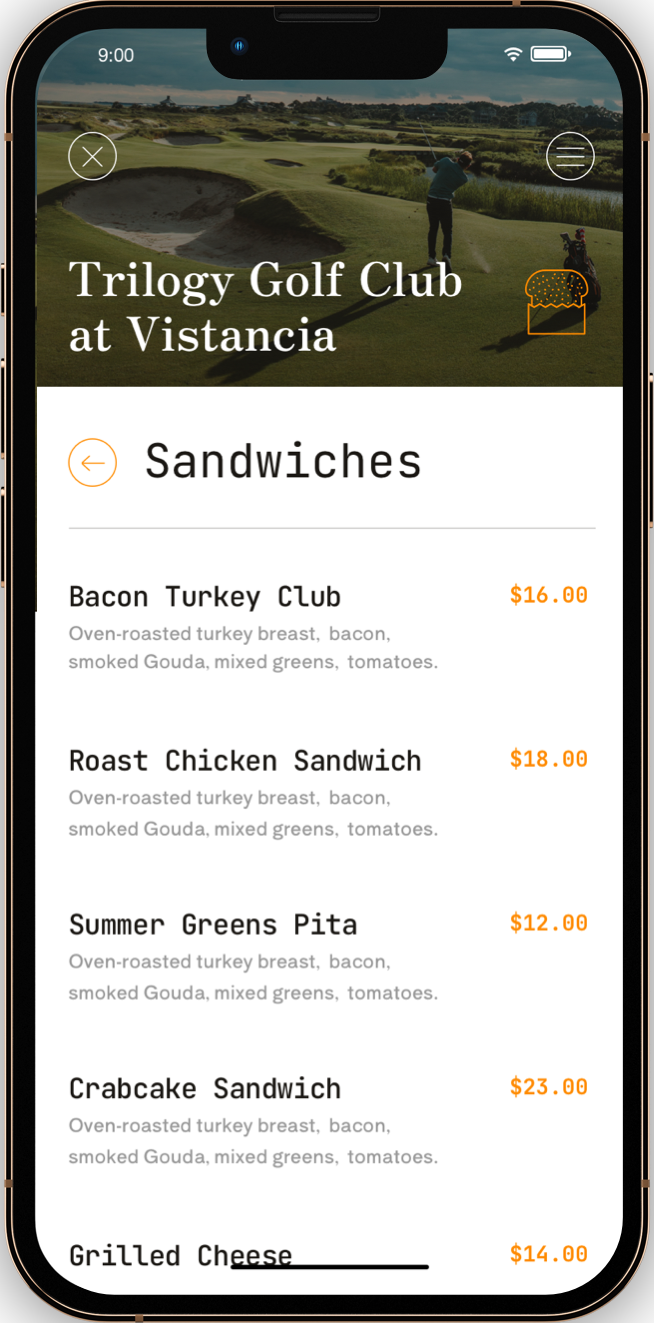 9:00
Trilogy Golf Club
at Vistancia
Sandwiches
Bacon Turkey Club $16.00
Oven-roasted turkey breast, bacon,
smoked Gouda, mixed greens, tomatoes.
Roast Chicken Sandwich $18.00
Oven-roasted turkey breast, bacon,
smoked Gouda, mixed greens, tomatoes.
Summer Greens Pita $12.00
Oven-roasted turkey breast, bacon,
smoked Gouda, mixed greens, tomatoes.
Crabcake Sandwich $23.00
Oven-roasted turkey breast, bacon,
smoked Gouda, mixed greens, tomatoes.
Grilled Cheese $14.00